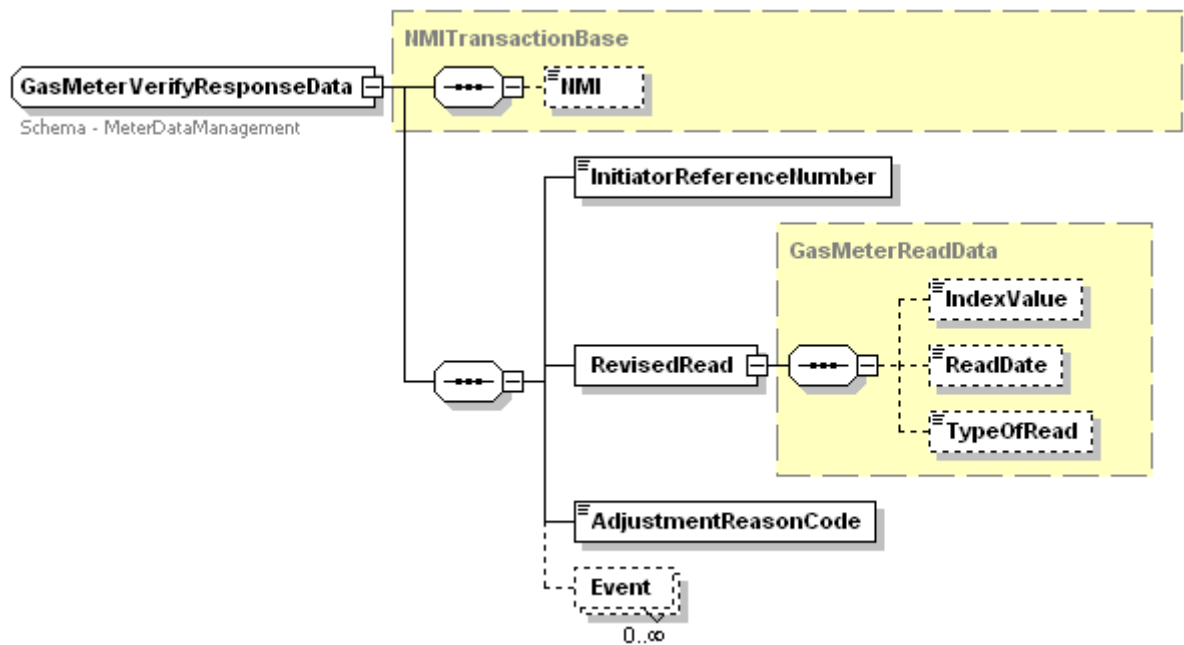 NMITransactionBase
GasMeterVerifyResponseData
NMI
Schema - MeterDataManagement
InitiatorReferenceNumber
GasMeterReadData
IndexValue
RevisedRead
ReadDate
TypeOfRead
AdjustmentReasonCode
Event
0..∞